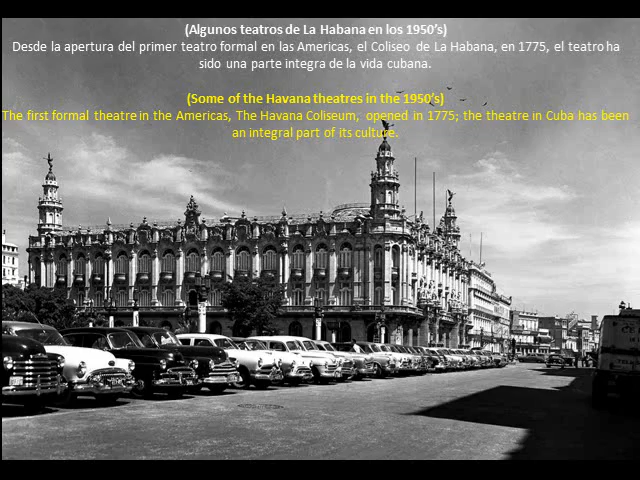 (Algunos teatros de La Habana en los 1950's)
Desde la apertura del primer teatro formal en las Americas, el Coliseo de La Habana, en 1775, el teatro ha
sido una parte integra de la vida cubana.
(Some of the Havana theatres in the 1950's)
The first formal theatre in the Americas, The Havana Coliseum, opened in 1775; the theatre in Cuba has been
an integral part of its culture.